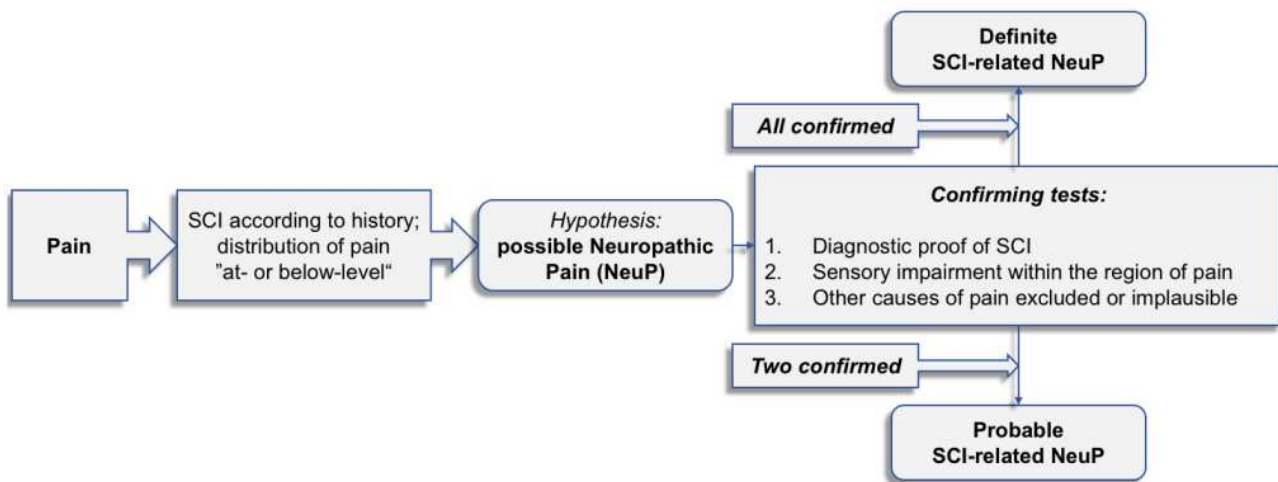 Definite
SCI-related NeuP
All confirmed
Pain
SCI according to history;
distribution of pain
”at- or below-level“
Hypothesis:
possible Neuropathic
Pain (NeuP)
Confirming tests:
1. Diagnostic proof of SCI
2. Sensory impairment within the region of pain
3. Other causes of pain excluded or implausible
Two confirmed
Probable
SCI-related NeuP